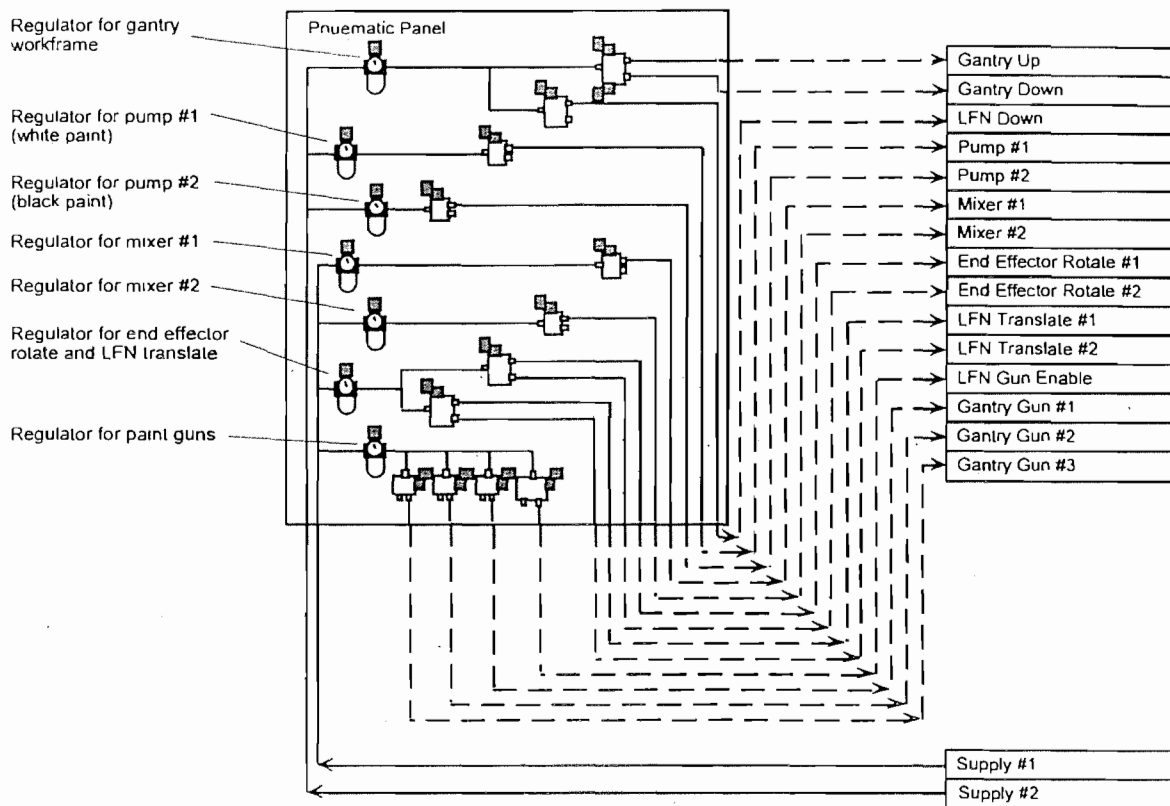 Regulator for gantry
workframe
Regulator for pump #1
(white paint)
Regulator for pump #2
(black paint)
Regulator for mixer #1
Regulator for mixer #2
Regulator for end effector
rotate and LFN translate
Regulator for paint guns
Pnuematic Panel
Gantry Up
Gantry Down
LFN Down
Pump #1
Pump #2
Mixer #1
Mixer #2
End Effector Rotate #1
End Effector Rotate #2
LFN Translate #1
LFN Translate #2
LFN Gun Enable
Gantry Gun #1
Gantry Gun #2
Gantry Gun #3
Supply #1
Supply #2